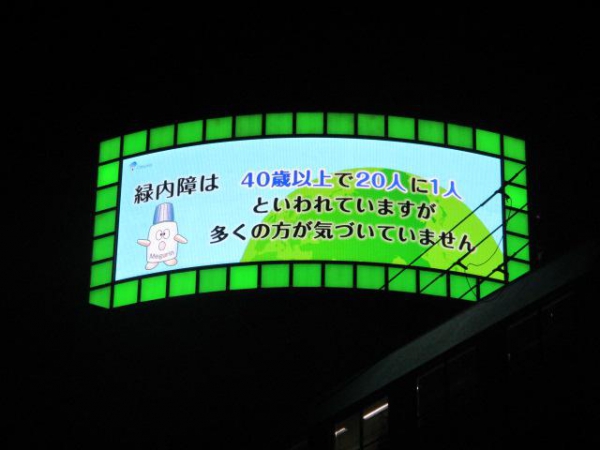 緑内障は 40歳以上で20人に1人
といわれていますが
多くの方が気づいていません